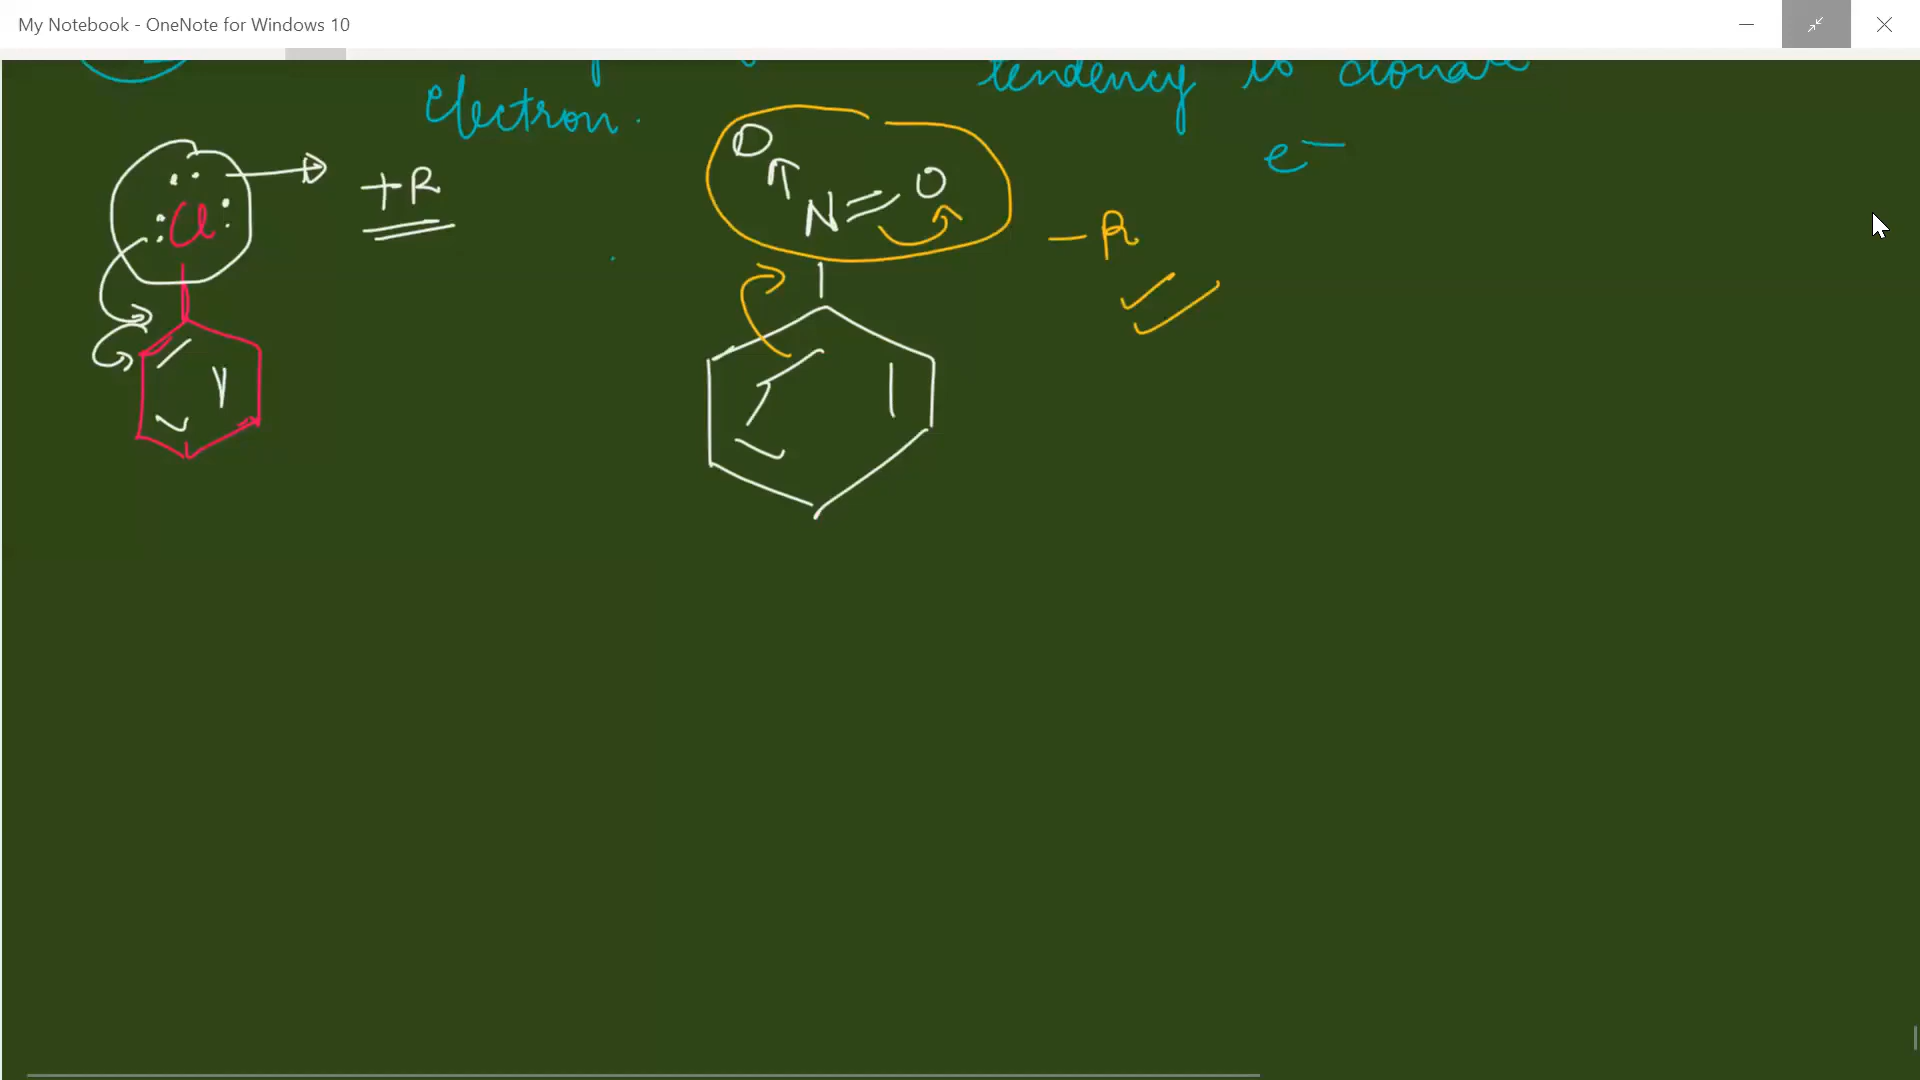 My Notebook - OneNote for Windows 10
tendency to donate
Electron.
e⁻
Cl
+R
O
N=O
-R